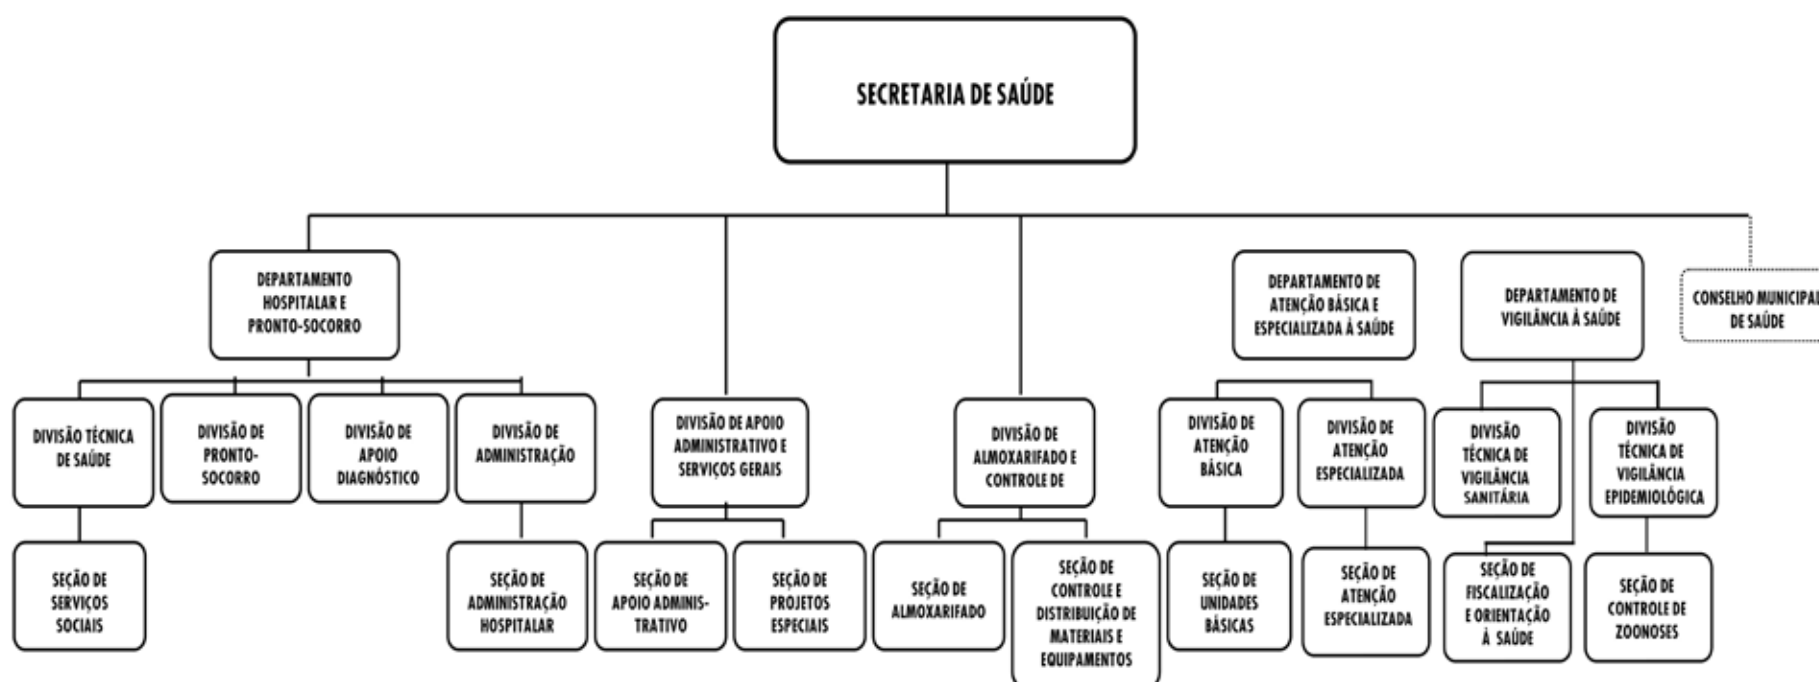 SECRETARIA DE SAÚDE
DEPARTAMENTO
HOSPITALAR E
PRONTO-SOCORRO
DEPARTAMENTO DE
ATENÇÃO BÁSICA E
ESPECIALIZADA À SAÚDE
DEPARTAMENTO DE
VIGILÂNCIA À SAÚDE
CONSELHO MUNICIPAL
DE SAÚDE
DIVISÃO TÉCNICA
DE SAÚDE
DIVISÃO DE
PRONTO-
SOCORRO
DIVISÃO DE
APOIO
DIAGNÓSTICO
DIVISÃO DE
ADMINISTRAÇÃO
DIVISÃO DE APOIO
ADMINISTRATIVO E
SERVIÇOS GERAIS
DIVISÃO DE
ALMOXARIFADO E
CONTROLE DE
DIVISÃO DE
ATENÇÃO
BÁSICA
DIVISÃO DE
ATENÇÃO
ESPECIALIZADA
DIVISÃO
TÉCNICA DE
VIGILÂNCIA
SANITÁRIA
DIVISÃO
TÉCNICA DE
VIGILÂNCIA
EPIDEMIOLÓGICA
SEÇÃO DE
SERVIÇOS
SOCIAIS
SEÇÃO DE
ADMINISTRAÇÃO
HOSPITALAR
SEÇÃO DE
APOIO ADMINIS-
TRATIVO
SEÇÃO DE
PROJETOS
ESPECIAIS
SEÇÃO DE
ALMOXARIFADO
SEÇÃO DE
CONTROLE E
DISTRIBUIÇÃO DE
MATERIAIS E
EQUIPAMENTOS
SEÇÃO DE
UNIDADES
BÁSICAS
SEÇÃO DE
ATENÇÃO
ESPECIALIZADA
SEÇÃO DE
FISCALIZAÇÃO
E ORIENTAÇÃO
À SAÚDE
SEÇÃO DE
CONTROLE DE
ZOONOSES